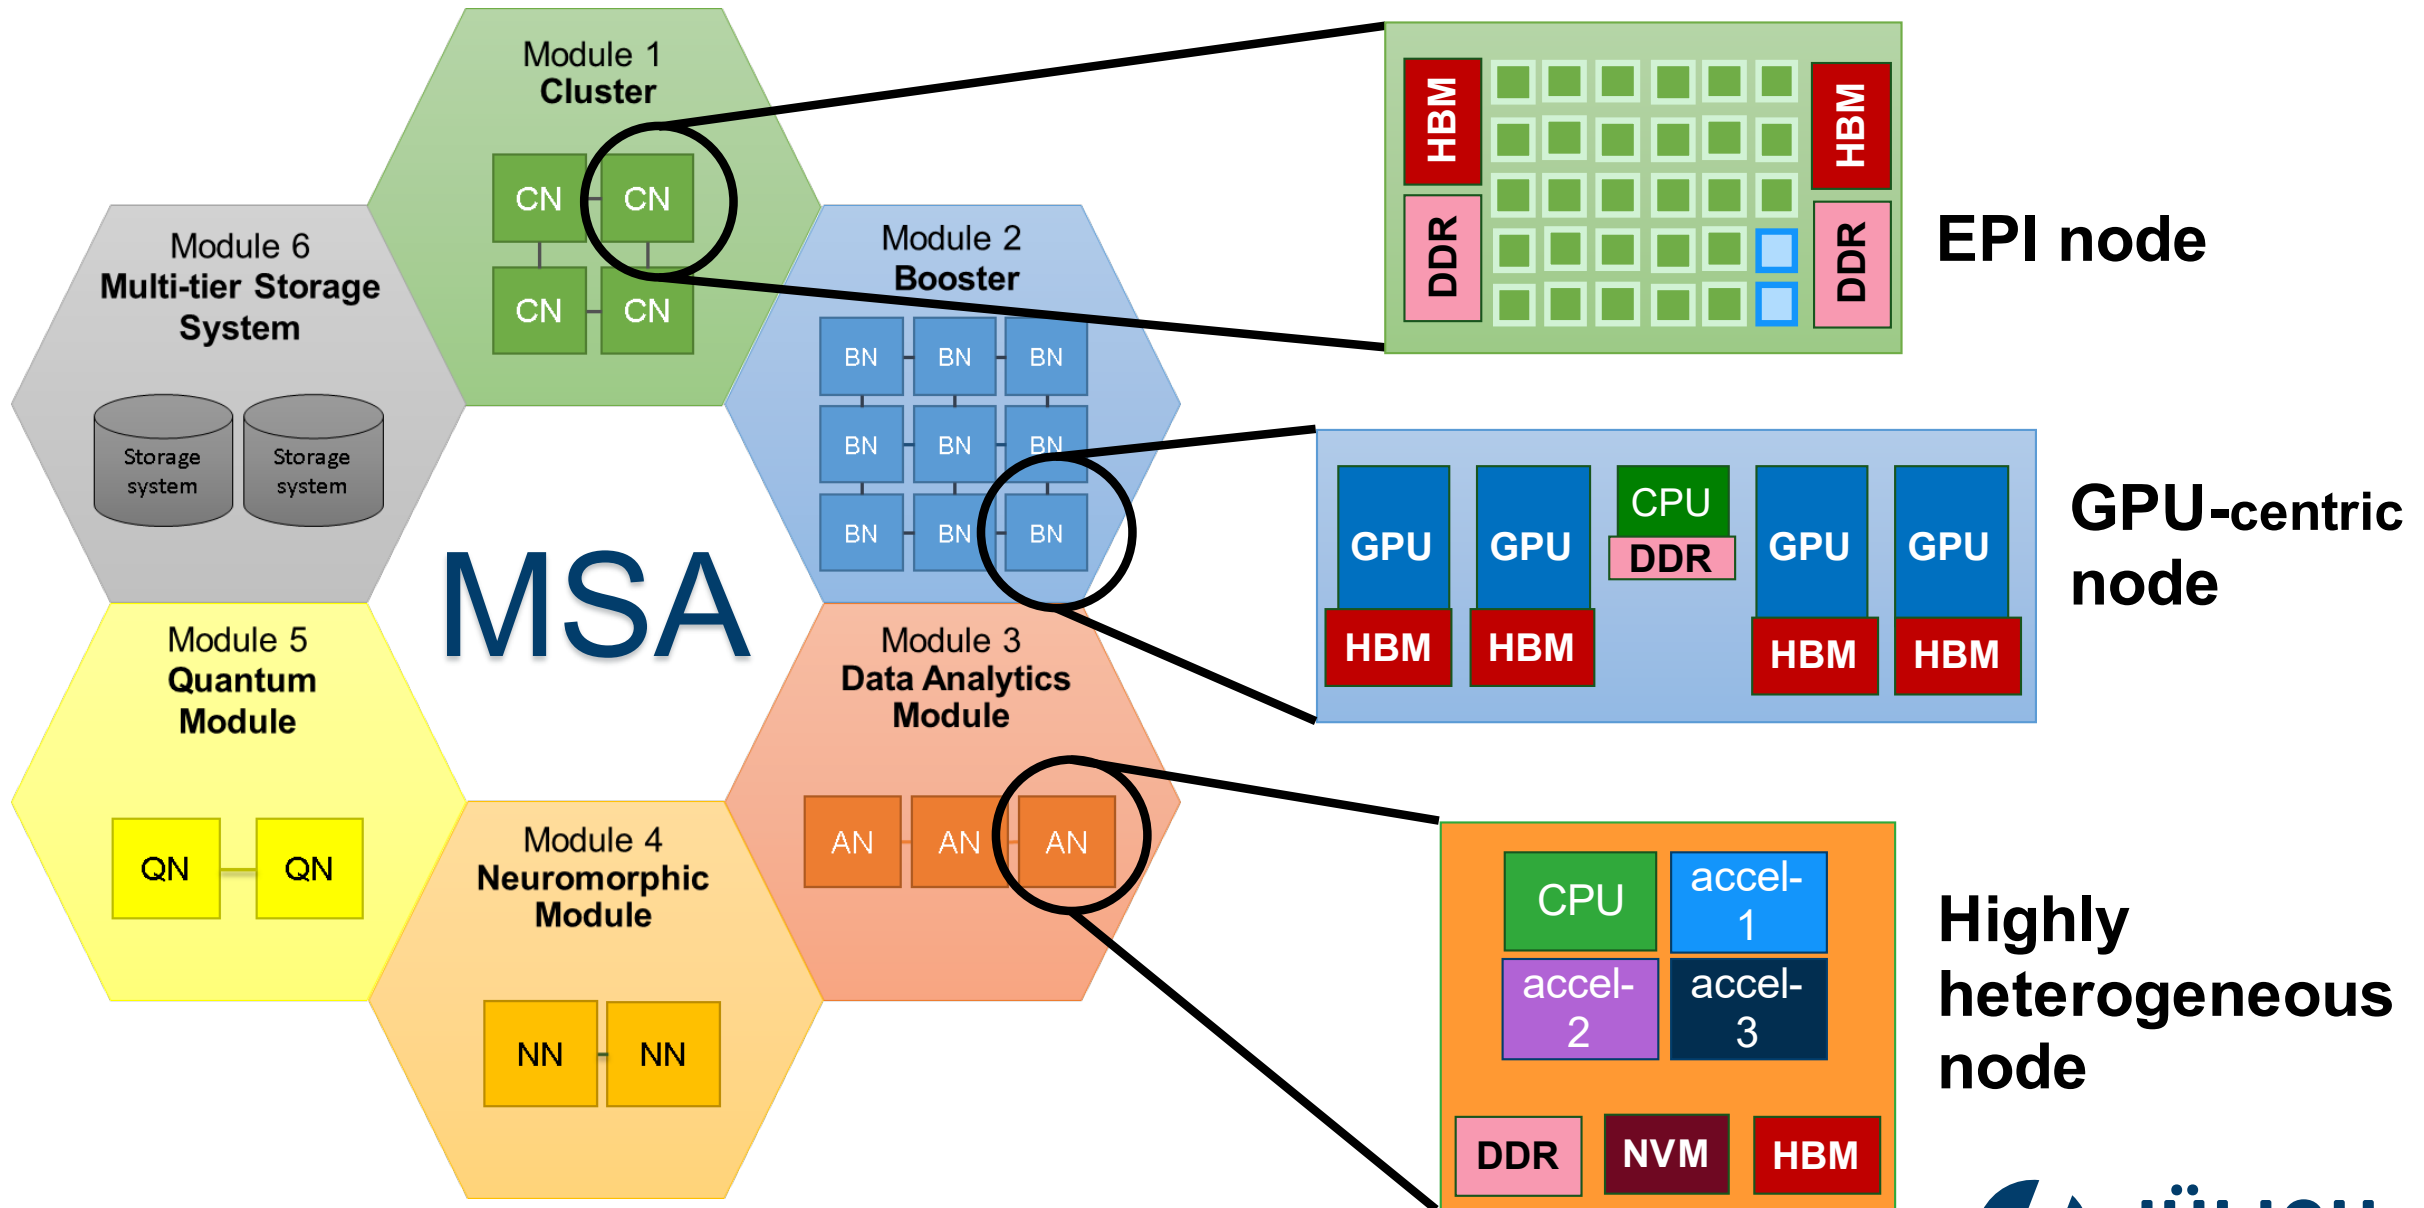 Module 1
Cluster
CN
CN
CN
CN
Module 2
Booster
BN
BN
BN
BN
BN
BN
BN
BN
BN
Module 3
Data Analytics
Module
AN
AN
AN
Module 4
Neuromorphic
Module
NN
NN
Module 5
Quantum
Module
QN
QN
Module 6
Multi-tier Storage
System
Storage
system
Storage
system
MSA
HBM
DDR
HBM
DDR
EPI node
GPU
HBM
GPU
HBM
CPU
DDR
GPU
HBM
GPU
HBM
GPU-centric
node
CPU
accel-
1
accel-
2
accel-
3
DDR
NVM
HBM
Highly
heterogeneous
node